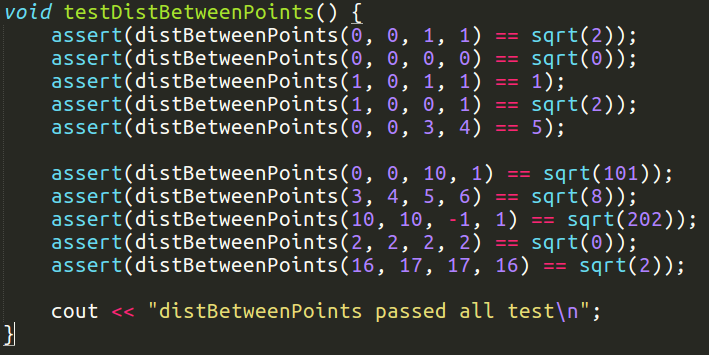 void testDistBetweenPoints() {
    assert(distBetweenPoints(0, 0, 1, 1) == sqrt(2));
    assert(distBetweenPoints(0, 0, 0, 0) == sqrt(0));
    assert(distBetweenPoints(1, 0, 1, 1) == 1);
    assert(distBetweenPoints(1, 0, 0, 1) == sqrt(2));
    assert(distBetweenPoints(0, 0, 3, 4) == 5);

    assert(distBetweenPoints(0, 0, 10, 1) == sqrt(101));
    assert(distBetweenPoints(3, 4, 5, 6) == sqrt(8));
    assert(distBetweenPoints(10, 10, -1, 1) == sqrt(202));
    assert(distBetweenPoints(2, 2, 2, 2) == sqrt(0));
    assert(distBetweenPoints(16, 17, 17, 16) == sqrt(2));

    cout << "distBetweenPoints passed all test\n";
}